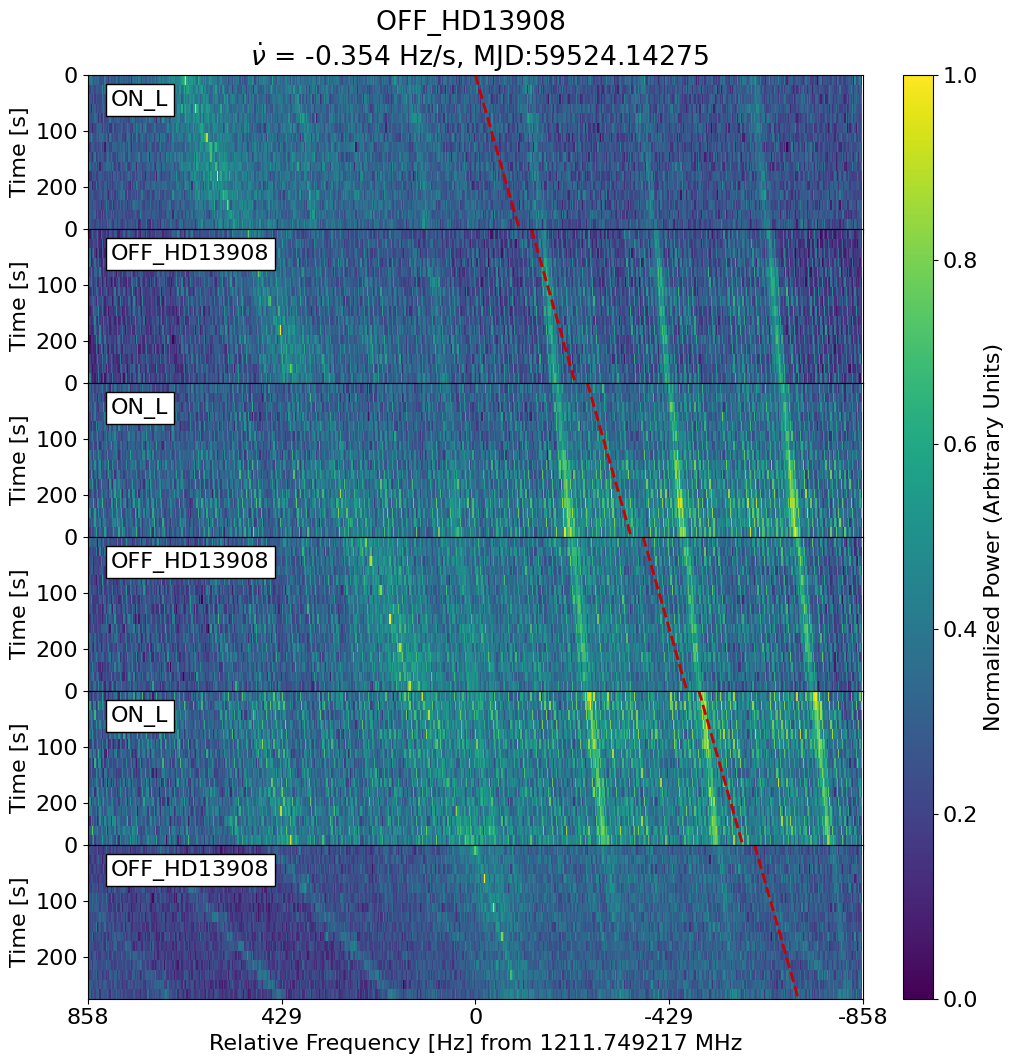 OFF_HD13908
ν̇ = -0.354 Hz/s, MJD:59524.14275
0
100
200
Time [s]
ON_L
0
100
200
Time [s]
OFF_HD13908
0
100
200
Time [s]
ON_L
0
100
200
Time [s]
OFF_HD13908
0
100
200
Time [s]
ON_L
0
100
200
Time [s]
OFF_HD13908
858 429 0 -429 -858
Relative Frequency [Hz] from 1211.749217 MHz
1.0
0.8
0.6
0.4
0.2
0.0
Normalized Power (Arbitrary Units)